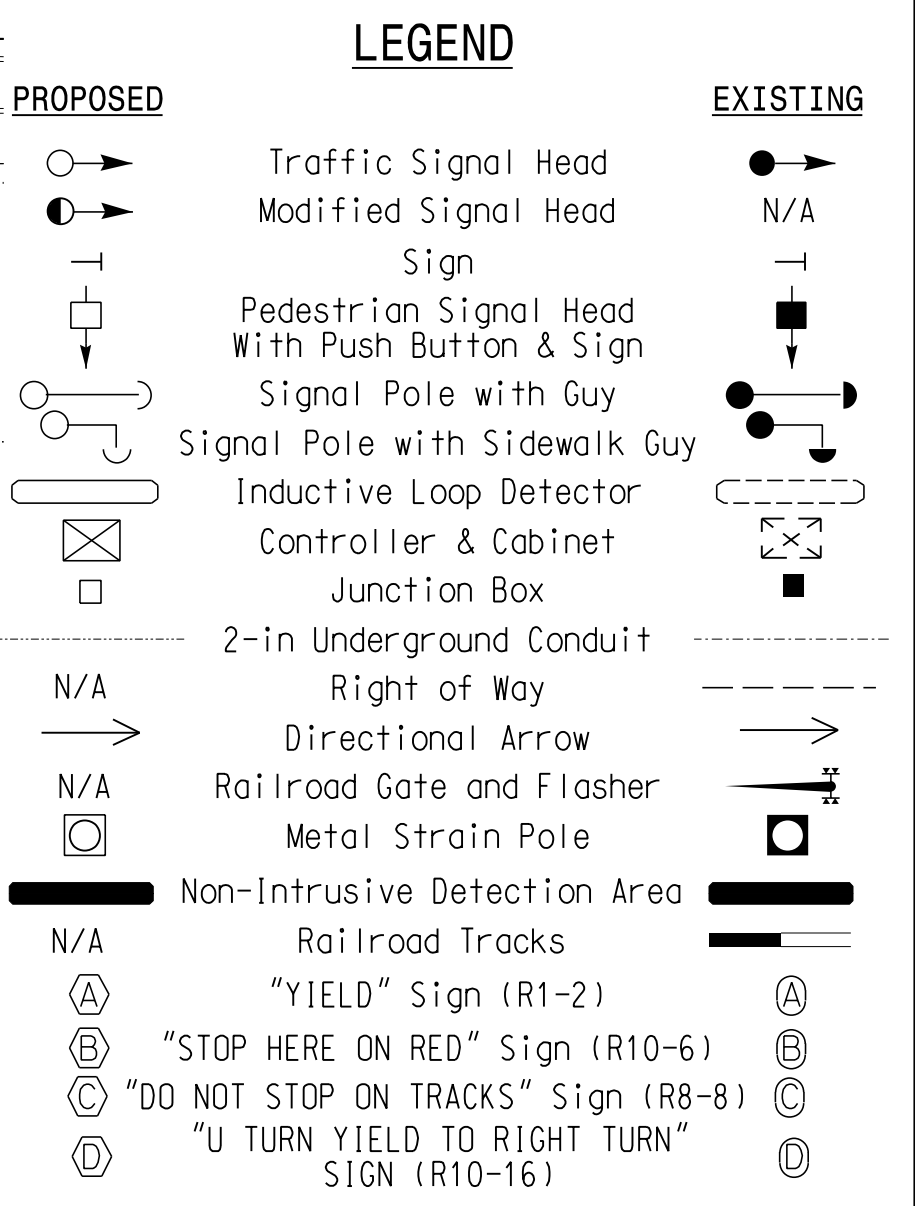 LEGEND
PROPOSED EXISTING
Traffic Signal Head
Modified Signal Head N/A
Sign
Pedestrian Signal Head
With Push Button & Sign
Signal Pole with Guy
Signal Pole with Sidewalk Guy
Inductive Loop Detector
Controller & Cabinet
Junction Box
2-in Underground Conduit
N/A Right of Way
Directional Arrow
N/A Railroad Gate and Flasher
Metal Strain Pole
Non-Intrusive Detection Area
N/A Railroad Tracks
A "YIELD" Sign (R1-2) A
B "STOP HERE ON RED" Sign (R10-6) B
C "DO NOT STOP ON TRACKS" Sign (R8-8) C
"U TURN YIELD TO RIGHT TURN"
D SIGN (R10-16) D